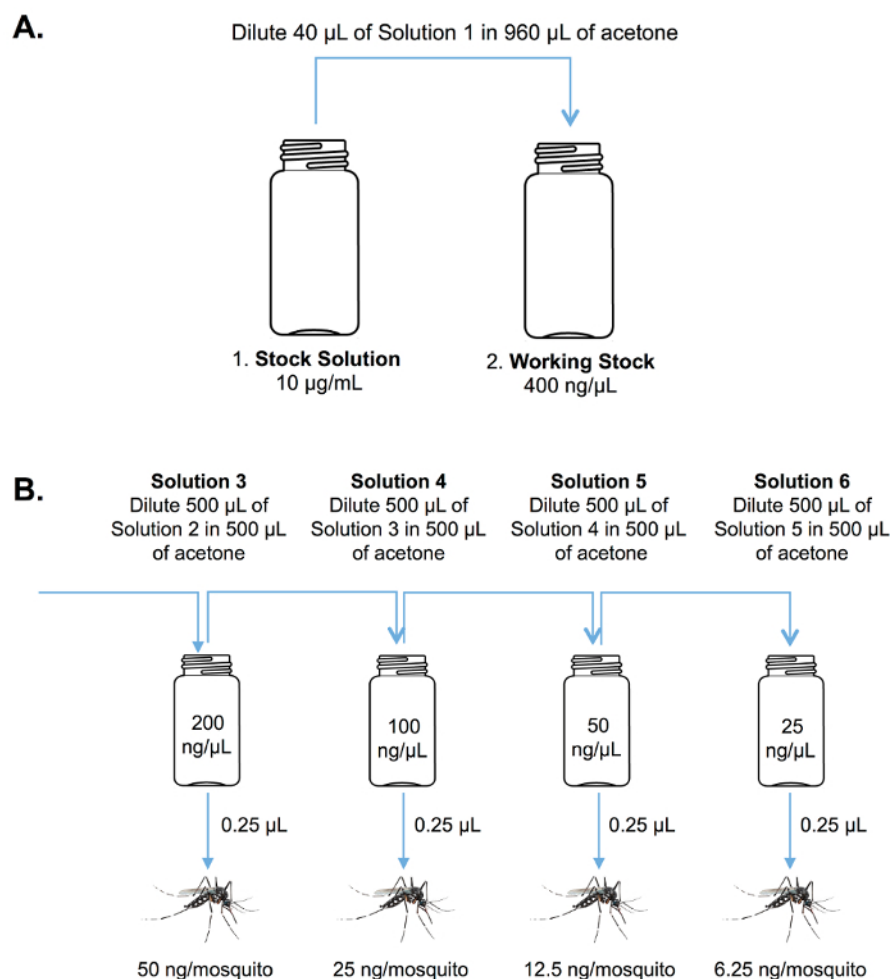 A.
Dilute 40 µL of Solution 1 in 960 µL of acetone
1. Stock Solution
10 µg/mL
2. Working Stock
400 ng/µL
B.
Solution 3
Dilute 500 µL of
Solution 2 in 500 µL
of acetone
Solution 4
Dilute 500 µL of
Solution 3 in 500 µL
of acetone
Solution 5
Dilute 500 µL of
Solution 4 in 500 µL
of acetone
Solution 6
Dilute 500 µL of
Solution 5 in 500 µL
of acetone
200
ng/µL
100
ng/µL
50
ng/µL
25
ng/µL
0.25 µL
0.25 µL
0.25 µL
0.25 µL
50 ng/mosquito
25 ng/mosquito
12.5 ng/mosquito
6.25 ng/mosquito